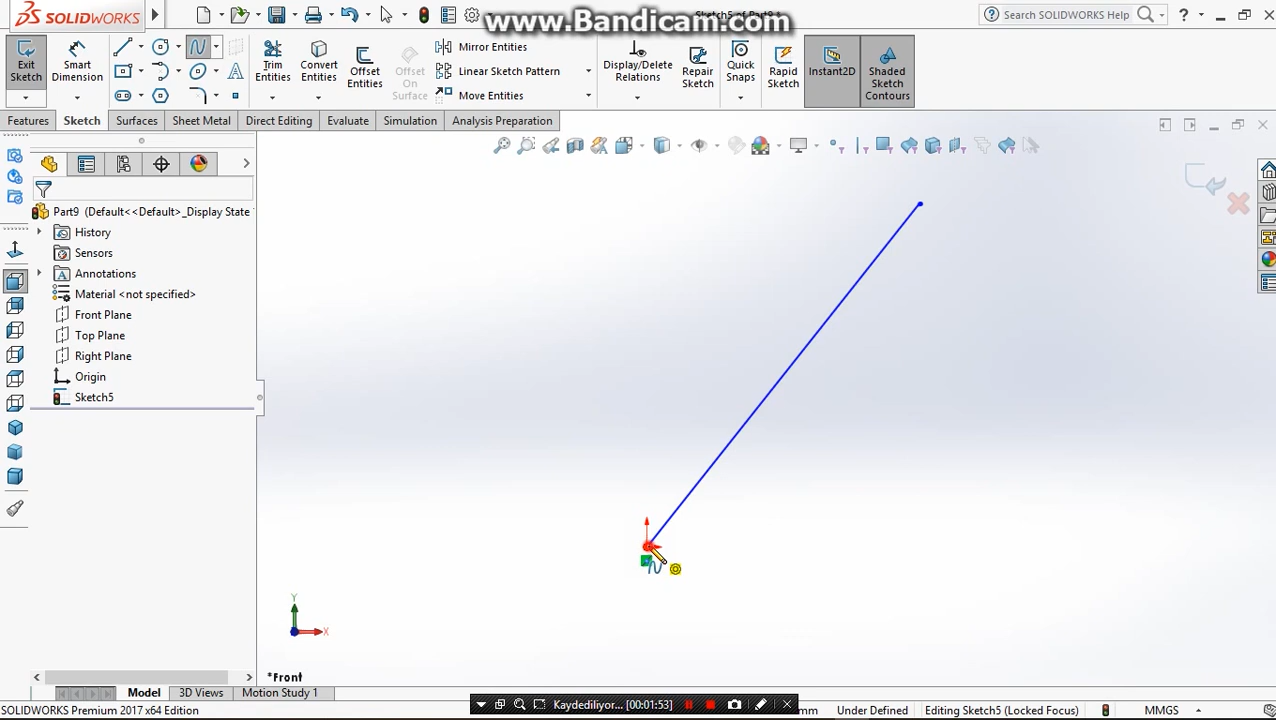 SOLIDWORKS
Sketch5 of Part9 *
www.Bandicam.com
Search SOLIDWORKS Help
?
Exit Sketch
Smart Dimension
Trim Entities
Convert Entities
Offset Entities
Offset On Surface
Mirror Entities
Linear Sketch Pattern
Move Entities
Display/Delete Relations
Repair Sketch
Quick Snaps
Rapid Sketch
Instant2D
Shaded Sketch Contours
Features
Sketch
Surfaces
Sheet Metal
Direct Editing
Evaluate
Simulation
Analysis Preparation
Part9 (Default<<Default>_Display State
History
Sensors
Annotations
Material <not specified>
Front Plane
Top Plane
Right Plane
Origin
Sketch5
Y
X
*Front
Model
3D Views
Motion Study 1
Kaydediliyor... [00:01:53]
SOLIDWORKS Premium 2017 x64 Edition
mm
Under Defined
Editing Sketch5 (Locked Focus)
MMGS